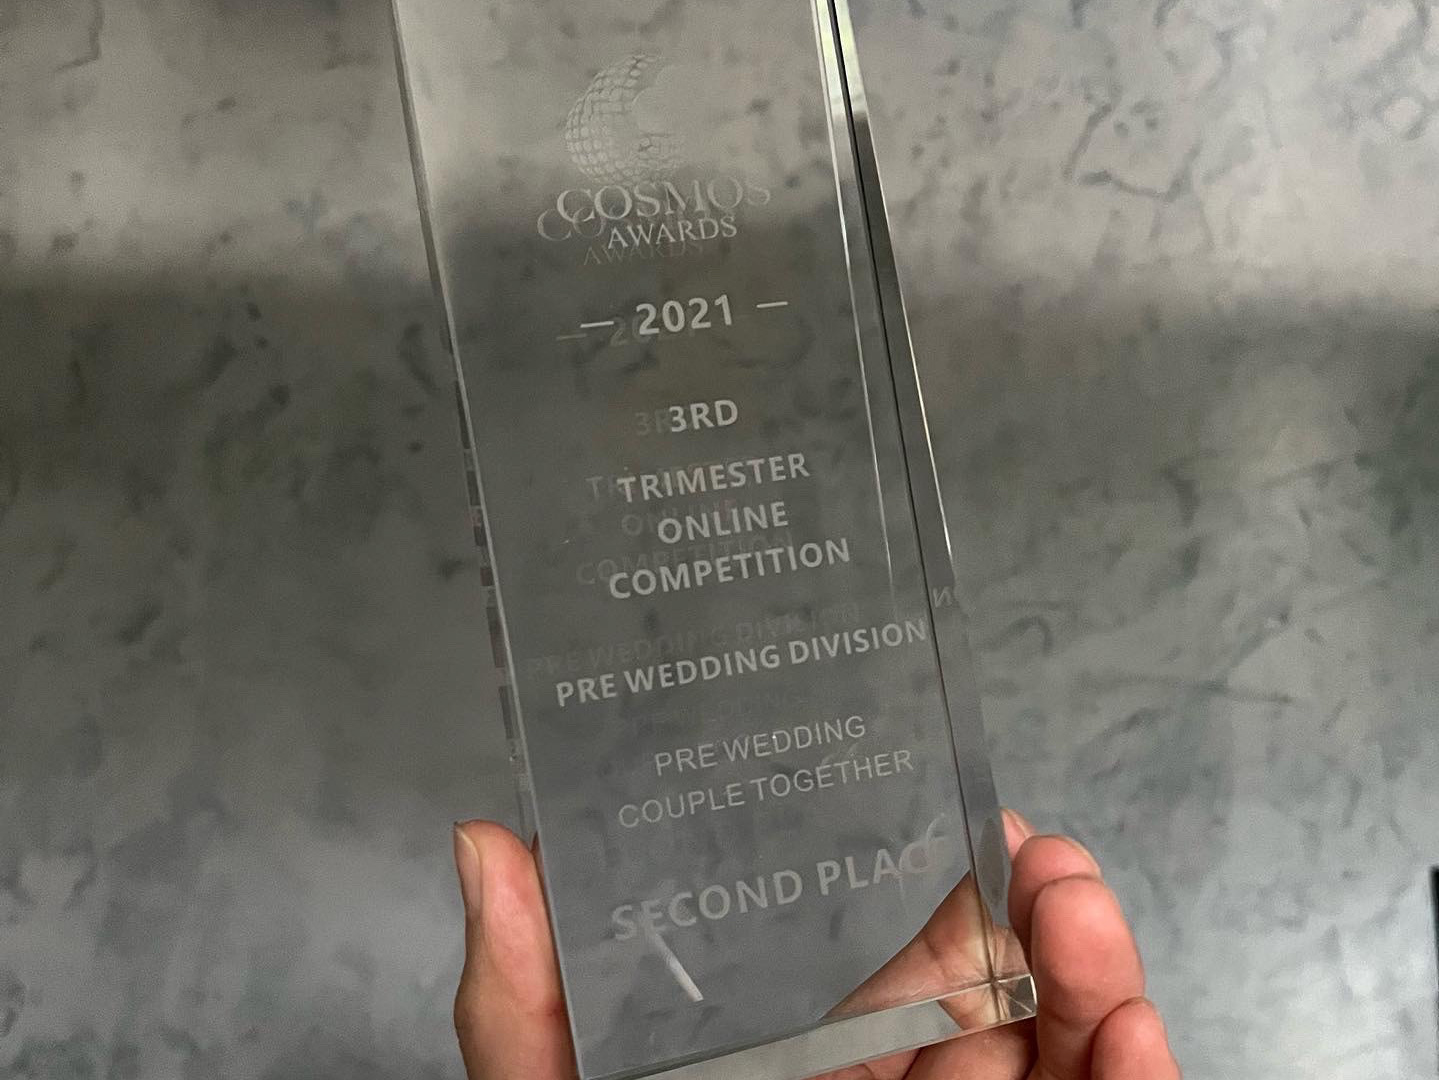 COSMOS
AWARDS
— 2021 —
3RD
TRIMESTER
ONLINE
COMPETITION
PRE WEDDING DIVISION
PRE WEDDING
COUPLE TOGETHER
SECOND PLACE